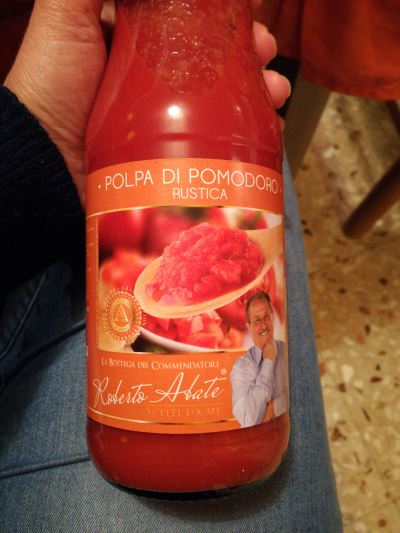 · POLPA DI POMODORO ·
RUSTICA
A
LA BOTTEGA DEL COMMENDATORE
Roberto Abate®
SCELTI DA ME